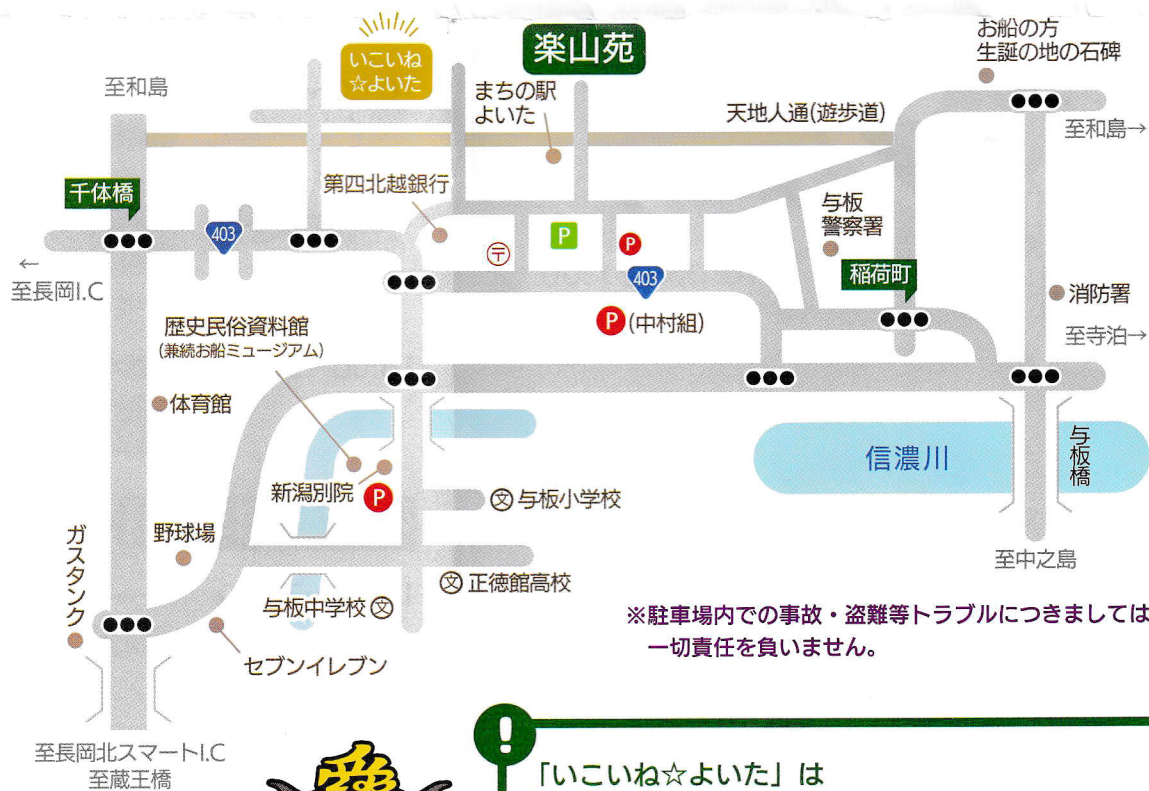 いこいね
☆よいた
楽山苑
お船の方
生誕の地の石碑
至和島
まちの駅
よいた
天地人通(遊歩道)
至和島→
千体橋
第四北越銀行
与板
警察署
403
P
P
〒
403
稲荷町
←
至長岡I.C
消防署
P(中村組)
歴史民俗資料館
(兼続お船ミュージアム)
至寺泊→
体育館
信濃川
与板橋
新潟別院
P
文 与板小学校
ガスタンク
野球場
至中之島
文 正徳館高校
与板中学校 文
※駐車場内での事故・盗難等トラブルにつきましては
一切責任を負いません。
セブンイレブン
!
至長岡北スマートI.C
至蔵王橋
愛
「いこいね☆よいた」は